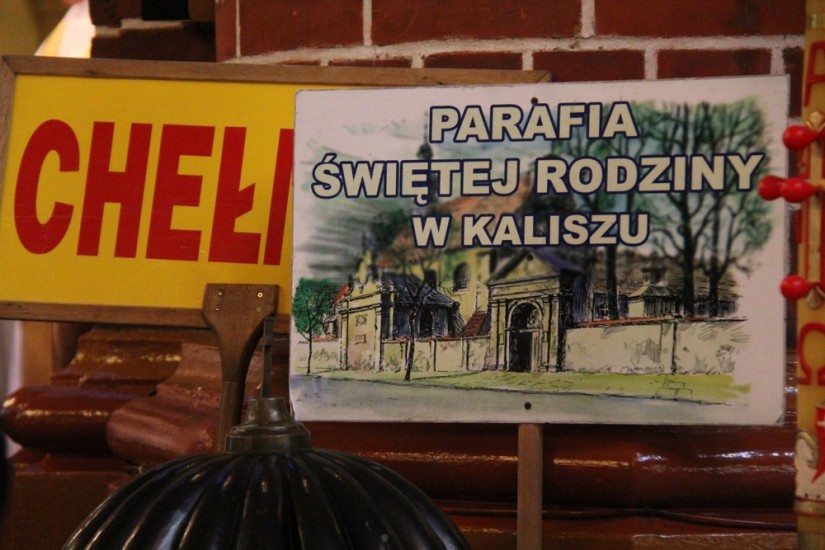 CHEŁ
PARAFIA
ŚWIĘTEJ RODZINY
W KALISZU